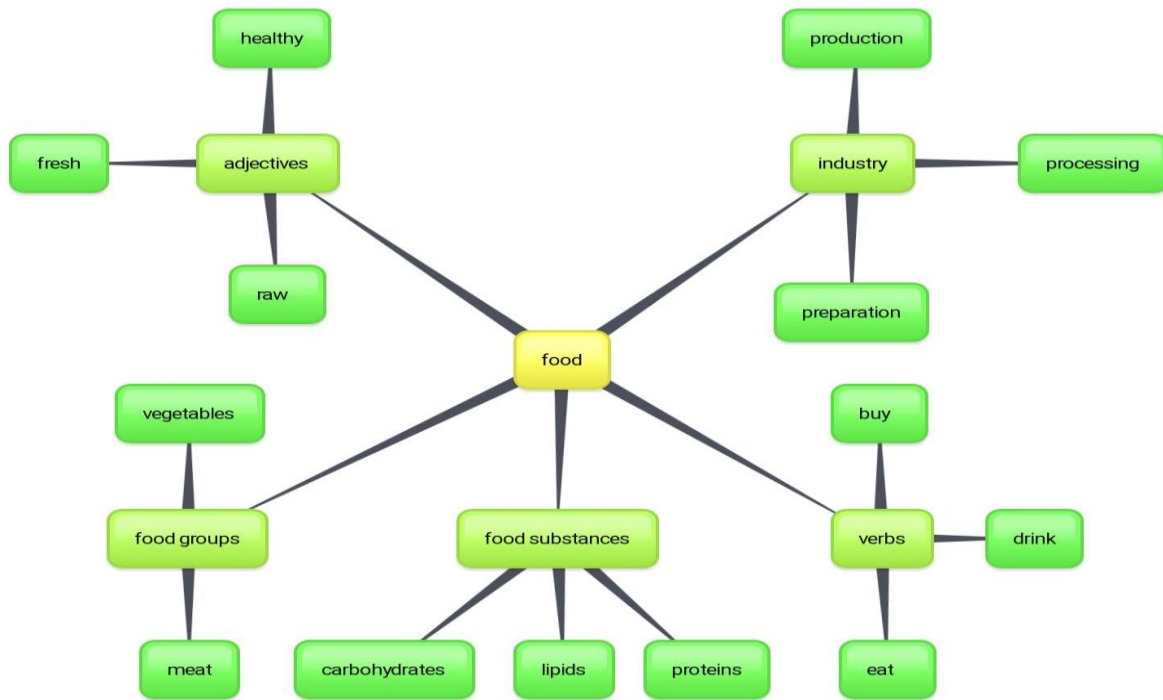 healthy
production
fresh
adjectives
industry
processing
raw
preparation
food
vegetables
buy
food groups
food substances
verbs
drink
meat
carbohydrates
lipids
proteins
eat